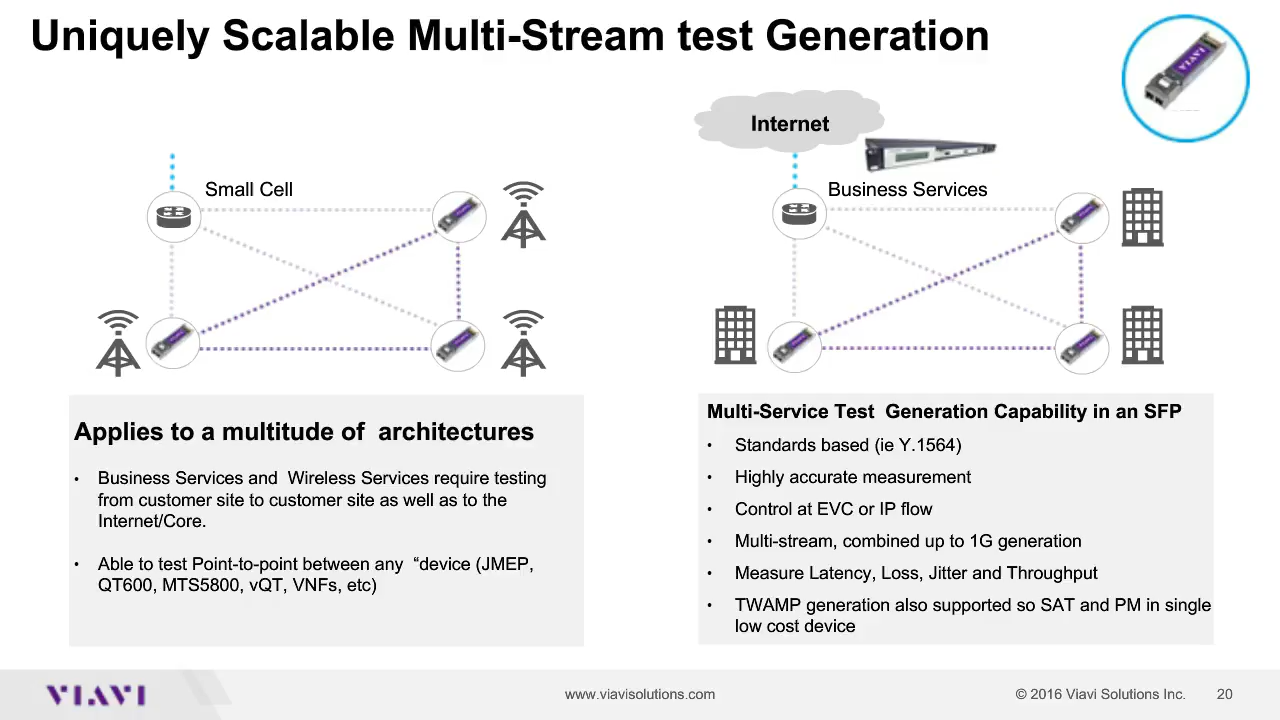 Uniquely Scalable Multi-Stream test Generation
VIAVI
Internet
Small Cell
Business Services
Applies to a multitude of architectures
• Business Services and Wireless Services require testing
from customer site to customer site as well as to the
Internet/Core.
• Able to test Point-to-point between any “device (JMEP,
QT600, MTS5800, vQT, VNFs, etc)
Multi-Service Test Generation Capability in an SFP
• Standards based (ie Y.1564)
• Highly accurate measurement
• Control at EVC or IP flow
• Multi-stream, combined up to 1G generation
• Measure Latency, Loss, Jitter and Throughput
• TWAMP generation also supported so SAT and PM in single
low cost device
VIAVI
www.viavisolutions.com
© 2016 Viavi Solutions Inc.
20